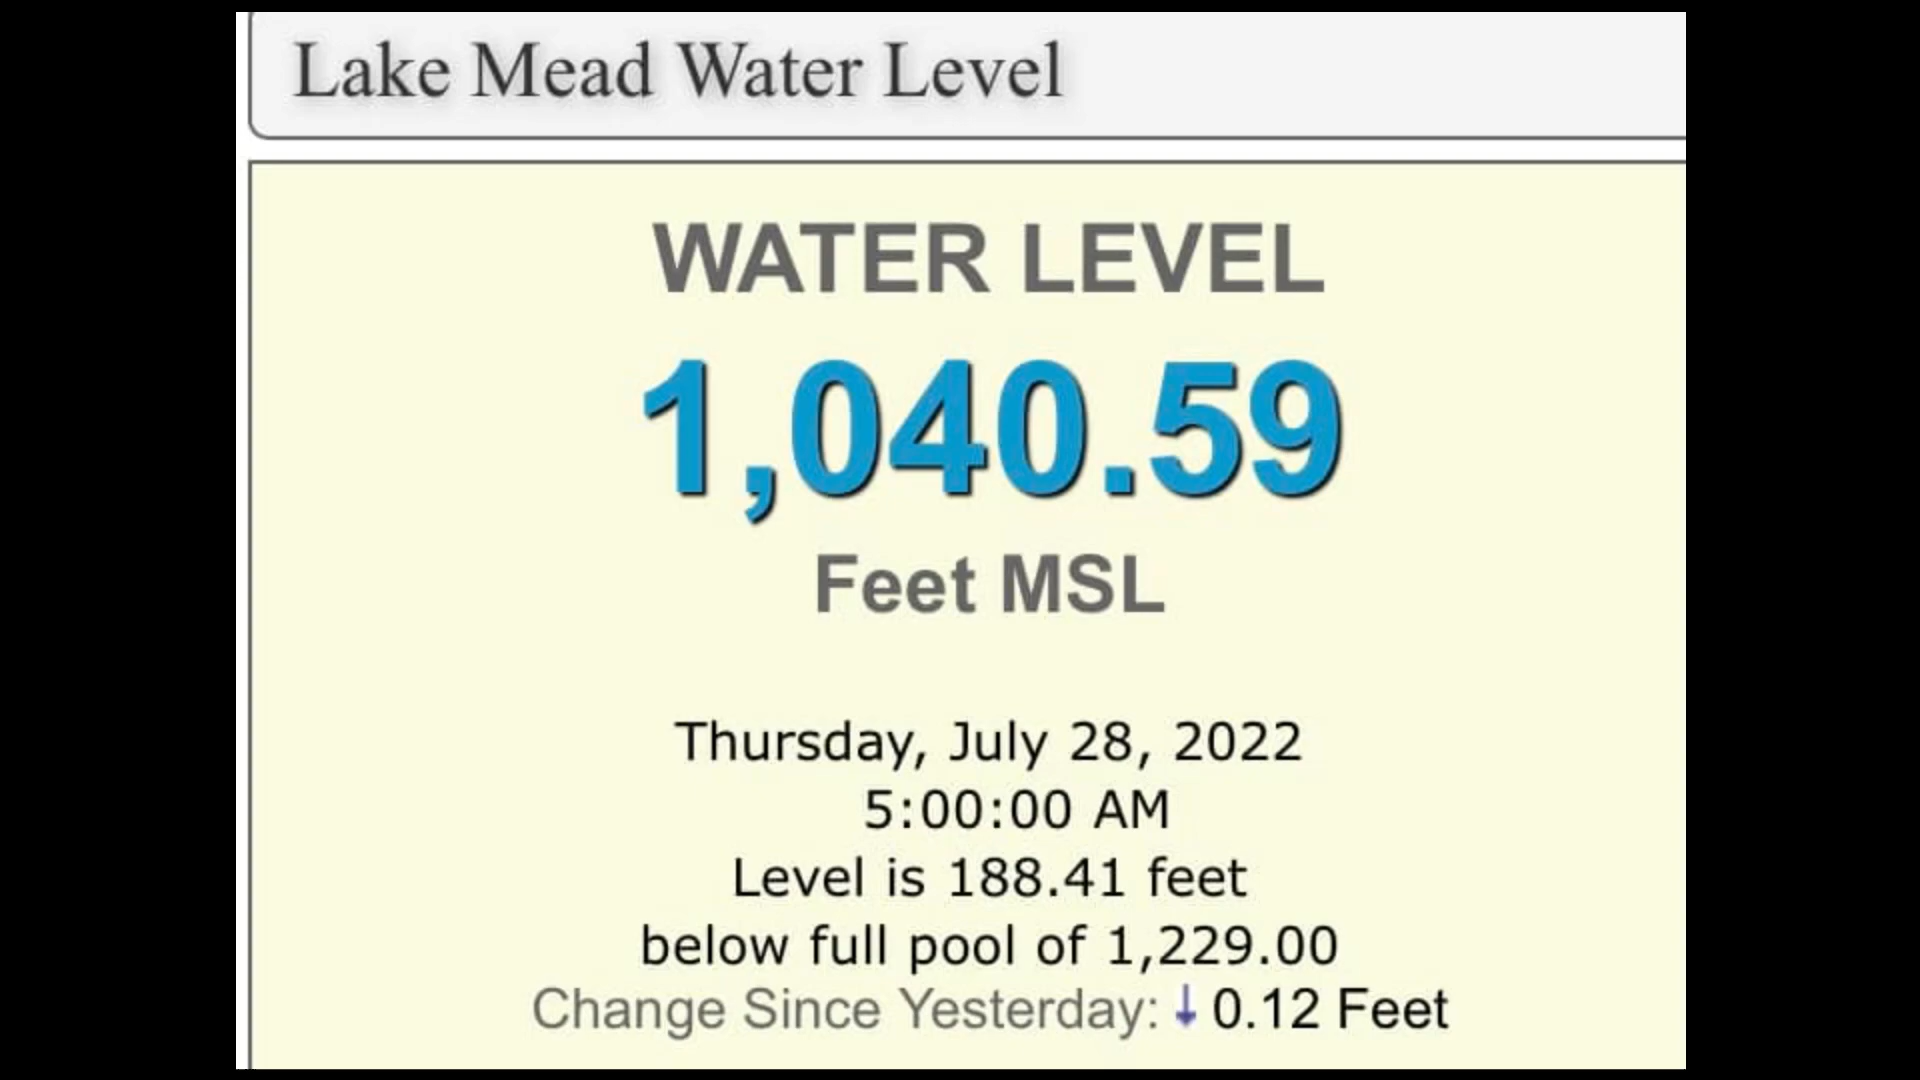 Lake Mead Water Level
WATER LEVEL
1,040.59
Feet MSL
Thursday, July 28, 2022
5:00:00 AM
Level is 188.41 feet
below full pool of 1,229.00
Change Since Yesterday: ↓ 0.12 Feet